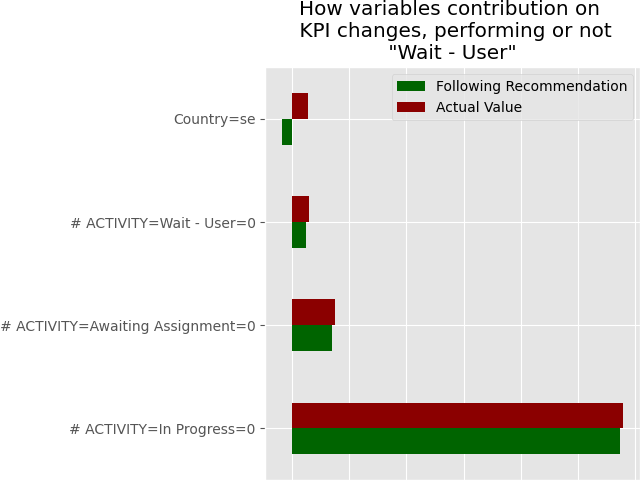 How variables contribution on
KPI changes, performing or not
"Wait - User"
Following Recommendation
Actual Value
Country=se
# ACTIVITY=Wait - User=0
# ACTIVITY=Awaiting Assignment=0
# ACTIVITY=In Progress=0